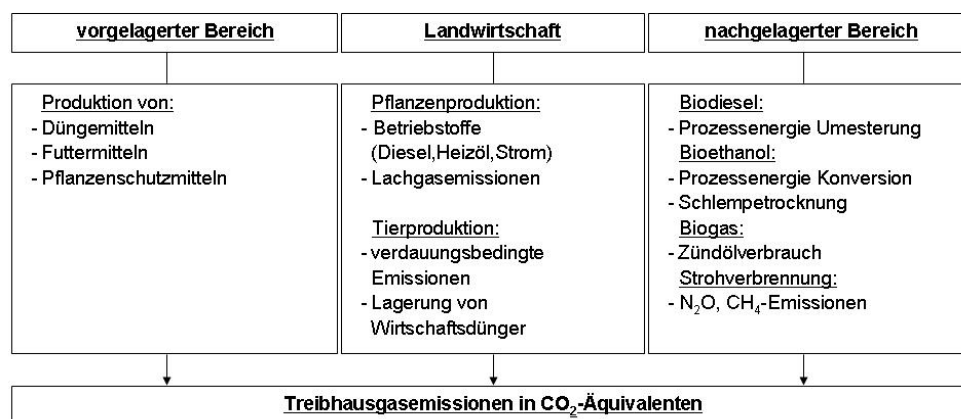 vorgelagerter Bereich
Landwirtschaft
nachgelagerter Bereich
Produktion von:
- Düngemitteln
- Futtermitteln
- Pflanzenschutzmitteln
Pflanzenproduktion:
- Betriebstoffe
(Diesel,Heizöl,Strom)
- Lachgasemissionen
Tierproduktion:
- verdauungsbedingte
Emissionen
- Lagerung von
Wirtschaftsdünger
Biodiesel:
- Prozessenergie Umesterung
Bioethanol:
- Prozessenergie Konversion
- Schlempetrocknung
Biogas:
- Zündölverbrauch
Strohverbrennung:
- N₂O, CH₄-Emissionen
Treibhausgasemissionen in CO₂-Äquivalenten